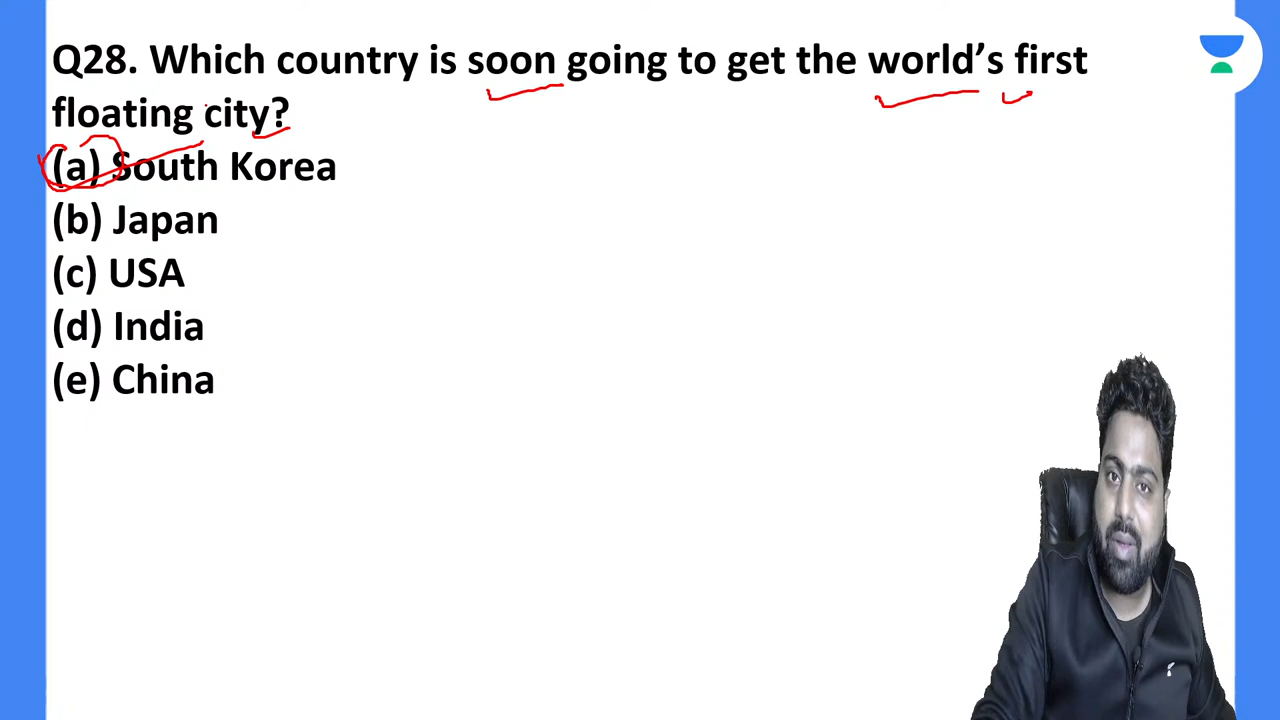 Q28. Which country is soon going to get the world’s first
floating city?
(a) South Korea
(b) Japan
(c) USA
(d) India
(e) China